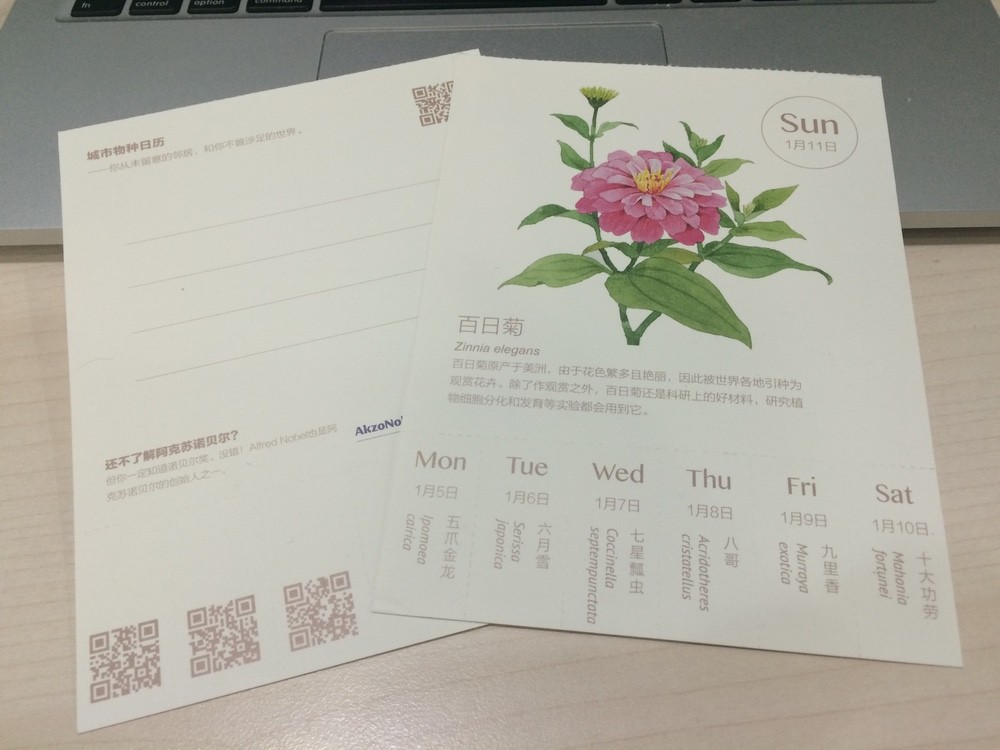 fn
control
option
command
城市物种日历
——你从未留意的邻居，和你不曾涉足的世界。
还不了解阿克苏诺贝尔？
但你一定知道诺贝尔奖。没错！Alfred Nobel也是阿
克苏诺贝尔的创始人之一。
AkzoNo
Sun
1月11日
百日菊
Zinnia elegans
百日菊原产于美洲，由于花色繁多且艳丽，因此被世界各地引种为
观赏花卉。除了作观赏之外，百日菊还是科研上的好材料，研究植
物细胞分化和发育等实验都会用到它。
Mon
1月5日
五爪金龙
Ipomoea
cairica
Tue
1月6日
六月雪
Serissa
japonica
Wed
1月7日
七星瓢虫
Coccinella
septempunctata
Thu
1月8日
八哥
Acridotheres
cristatellus
Fri
1月9日
九里香
Murraya
exotica
Sat
1月10日
十大功劳
Mahonia
fortunei